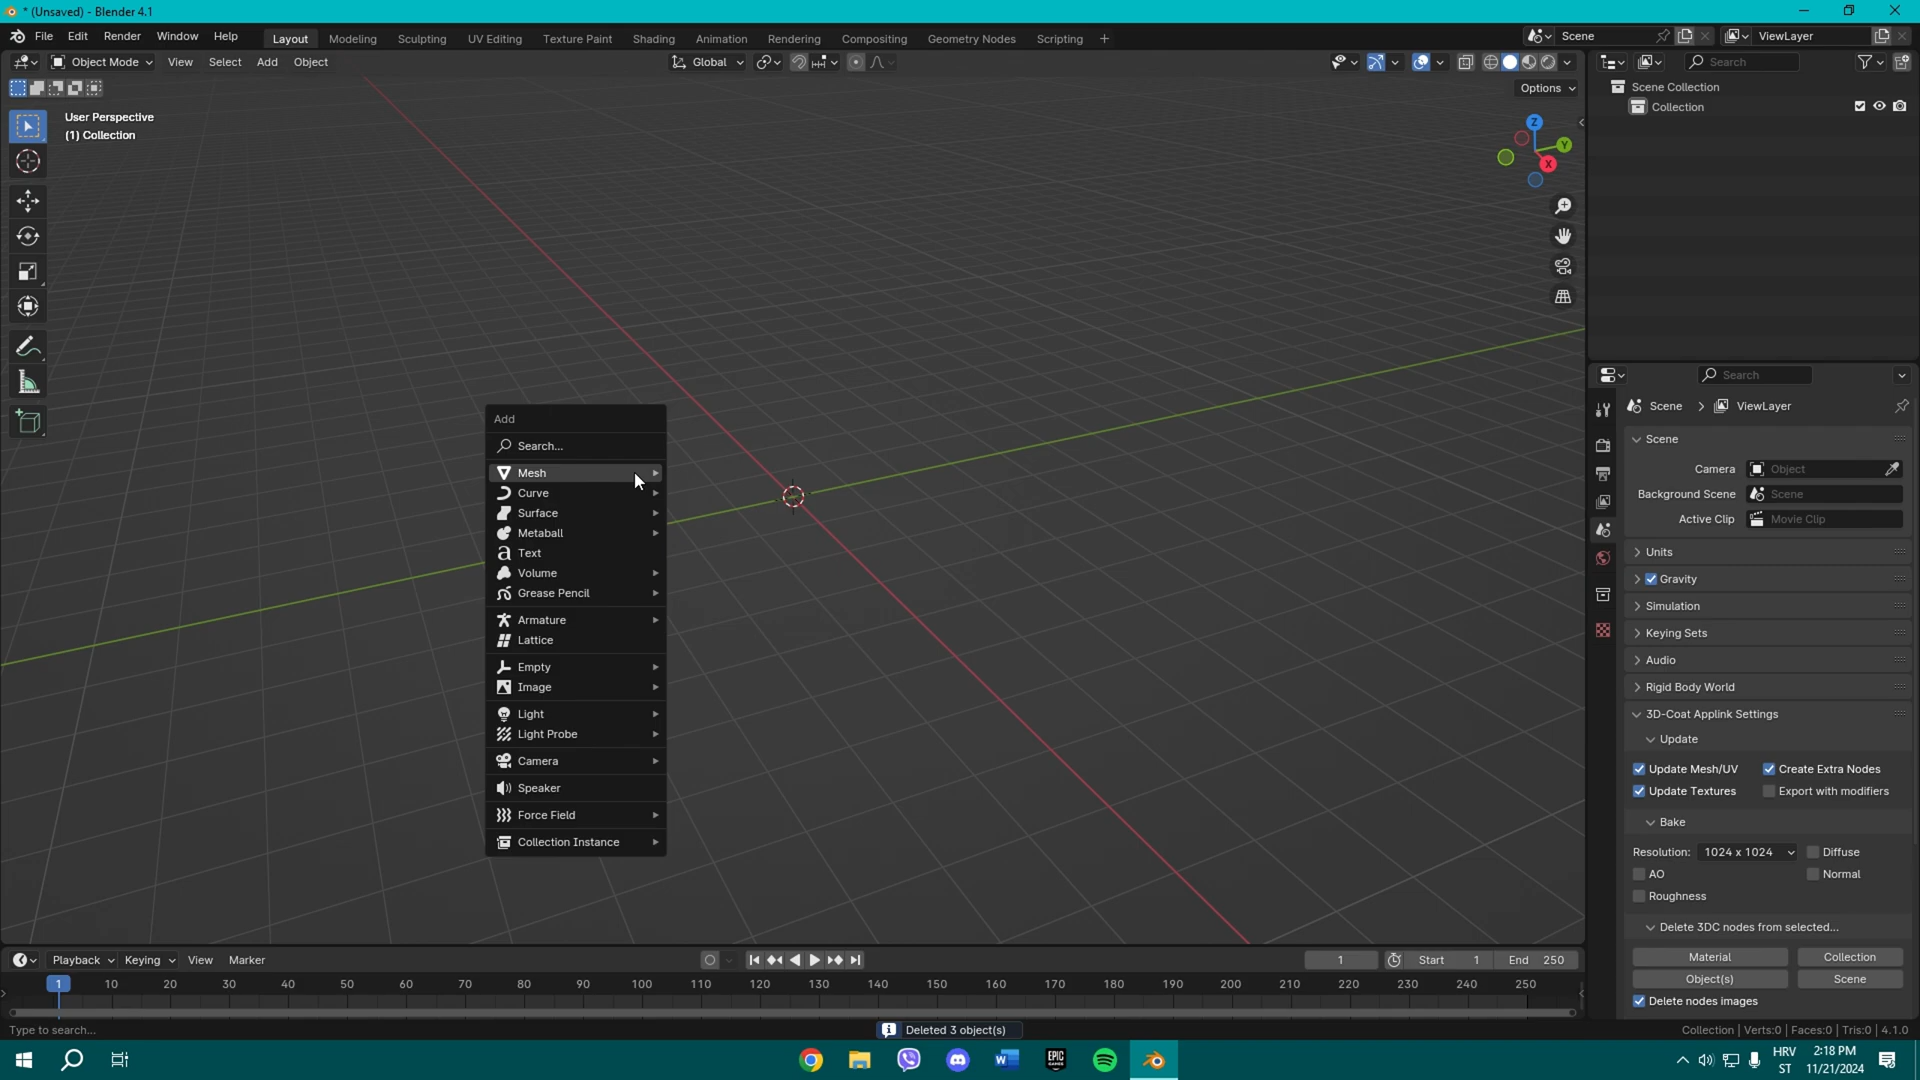 * (Unsaved) - Blender 4.1
File Edit Render Window Help Layout Modeling Sculpting UV Editing Texture Paint Shading Animation Rendering Compositing Geometry Nodes Scripting + Scene ViewLayer
Object Mode View Select Add Object Global Search
Options
Scene Collection
Collection
User Perspective
(1) Collection
Z
Y
X
Search
Scene > ViewLayer
Add
Search...
Mesh
Curve
Surface
Metaball
Text
Volume
Grease Pencil
Armature
Lattice
Empty
Image
Light
Light Probe
Camera
Speaker
Force Field
Collection Instance
Scene
Camera Object
Background Scene Scene
Active Clip Movie Clip
Units
Gravity
Simulation
Keying Sets
Audio
Rigid Body World
3D-Coat Applink Settings
Update
Update Mesh/UV Create Extra Nodes
Update Textures Export with modifiers
Bake
Resolution: 1024 x 1024 Diffuse
AO Normal
Roughness
Delete 3DC nodes from selected...
Material Collection
Object(s) Scene
Delete nodes images
Playback Keying View Marker 1 Start 1 End 250
1 10 20 30 40 50 60 70 80 90 100 110 120 130 140 150 160 170 180 190 200 210 220 230 240 250
Type to search... Deleted 3 object(s) Collection | Verts:0 | Faces:0 | Tris:0 | 4.1.0
W EPIC GAMES HRV 2:18 PM
ST 11/21/2024